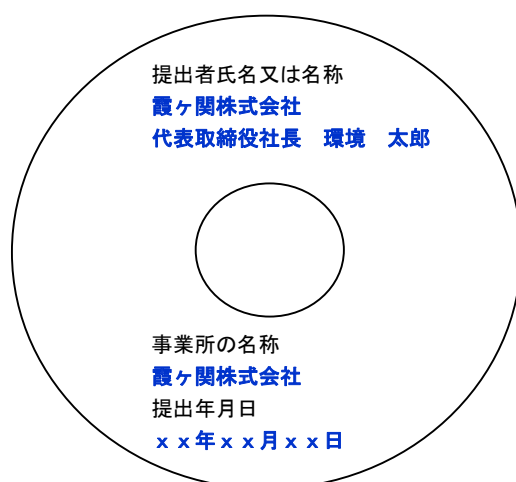 提出者氏名又は名称
霞ヶ関株式会社
代表取締役社長　環境　太郎
事業所の名称
霞ヶ関株式会社
提出年月日
ｘｘ年ｘｘ月ｘｘ日